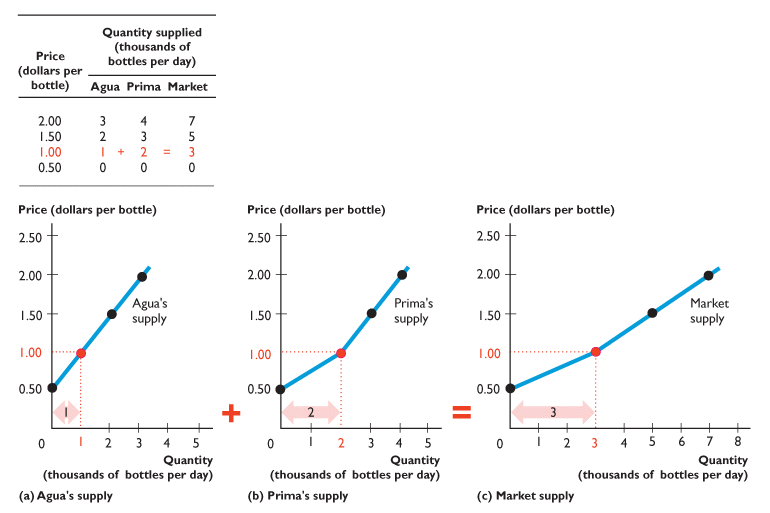 Quantity supplied
(thousands of
bottles per day)
Price
(dollars per
bottle)
Agua Prima Market
2.00 3 4 7
1.50 2 3 5
1.00 1 + 2 = 3
0.50 0 0 0
Price (dollars per bottle)
2.50
2.00
1.50
1.00
0.50
Agua's
supply
1
0 1 2 3 4 5
Quantity
(thousands of bottles per day)
(a) Agua's supply
+
Price (dollars per bottle)
2.50
2.00
1.50
1.00
0.50
Prima's
supply
2
0 1 2 3 4 5
Quantity
(thousands of bottles per day)
(b) Prima's supply
=
Price (dollars per bottle)
2.50
2.00
1.50
1.00
0.50
Market
supply
3
0 1 2 3 4 5 6 7 8
Quantity
(thousands of bottles per day)
(c) Market supply